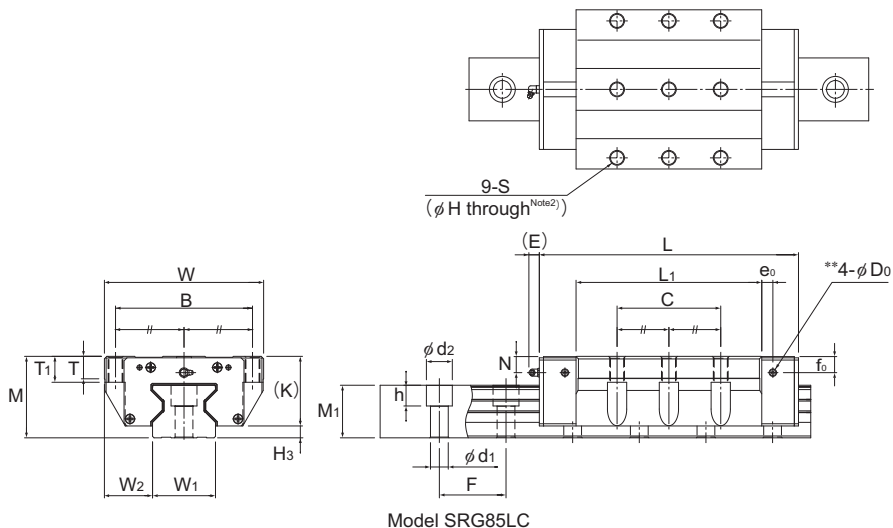 9-S
(φH through Note2))
(E)
L
L1
e0
**4-φD0
C
N
f0
W
B
T1
T
M
(K)
H3
W2
W1
φd2
h
M1
φd1
F
Model SRG85LC